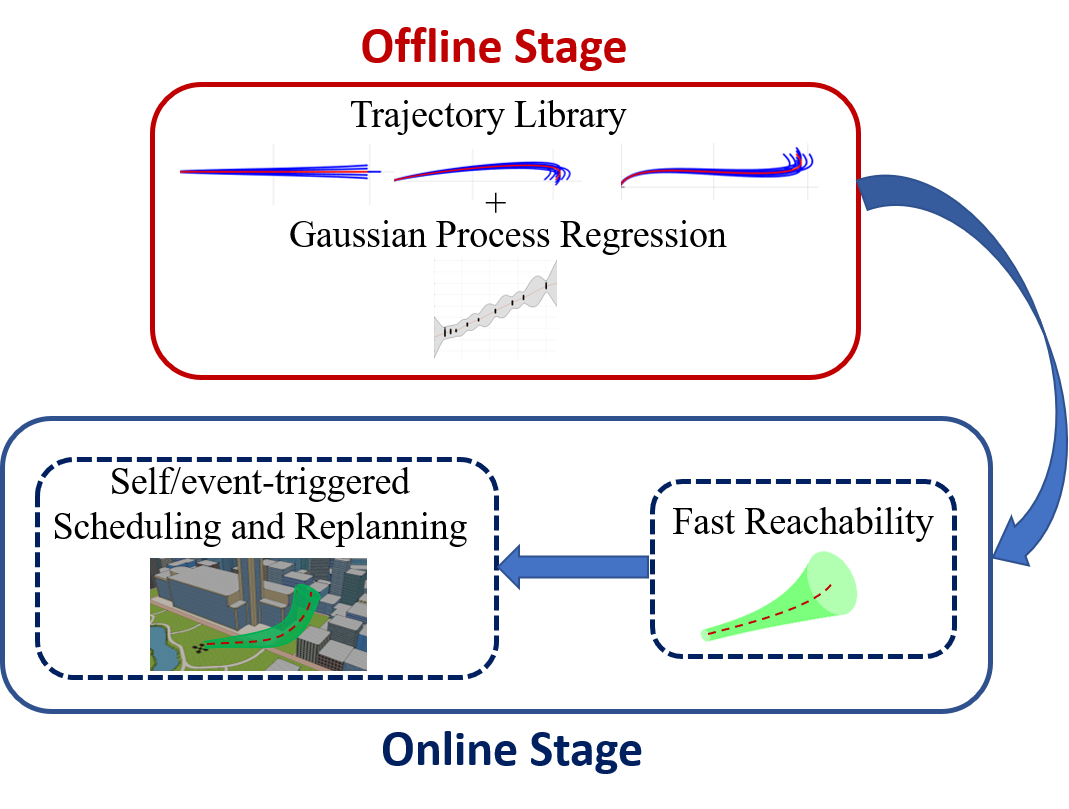 Offline Stage
Trajectory Library
+
Gaussian Process Regression
Self/event-triggered
Scheduling and Replanning
Fast Reachability
Online Stage